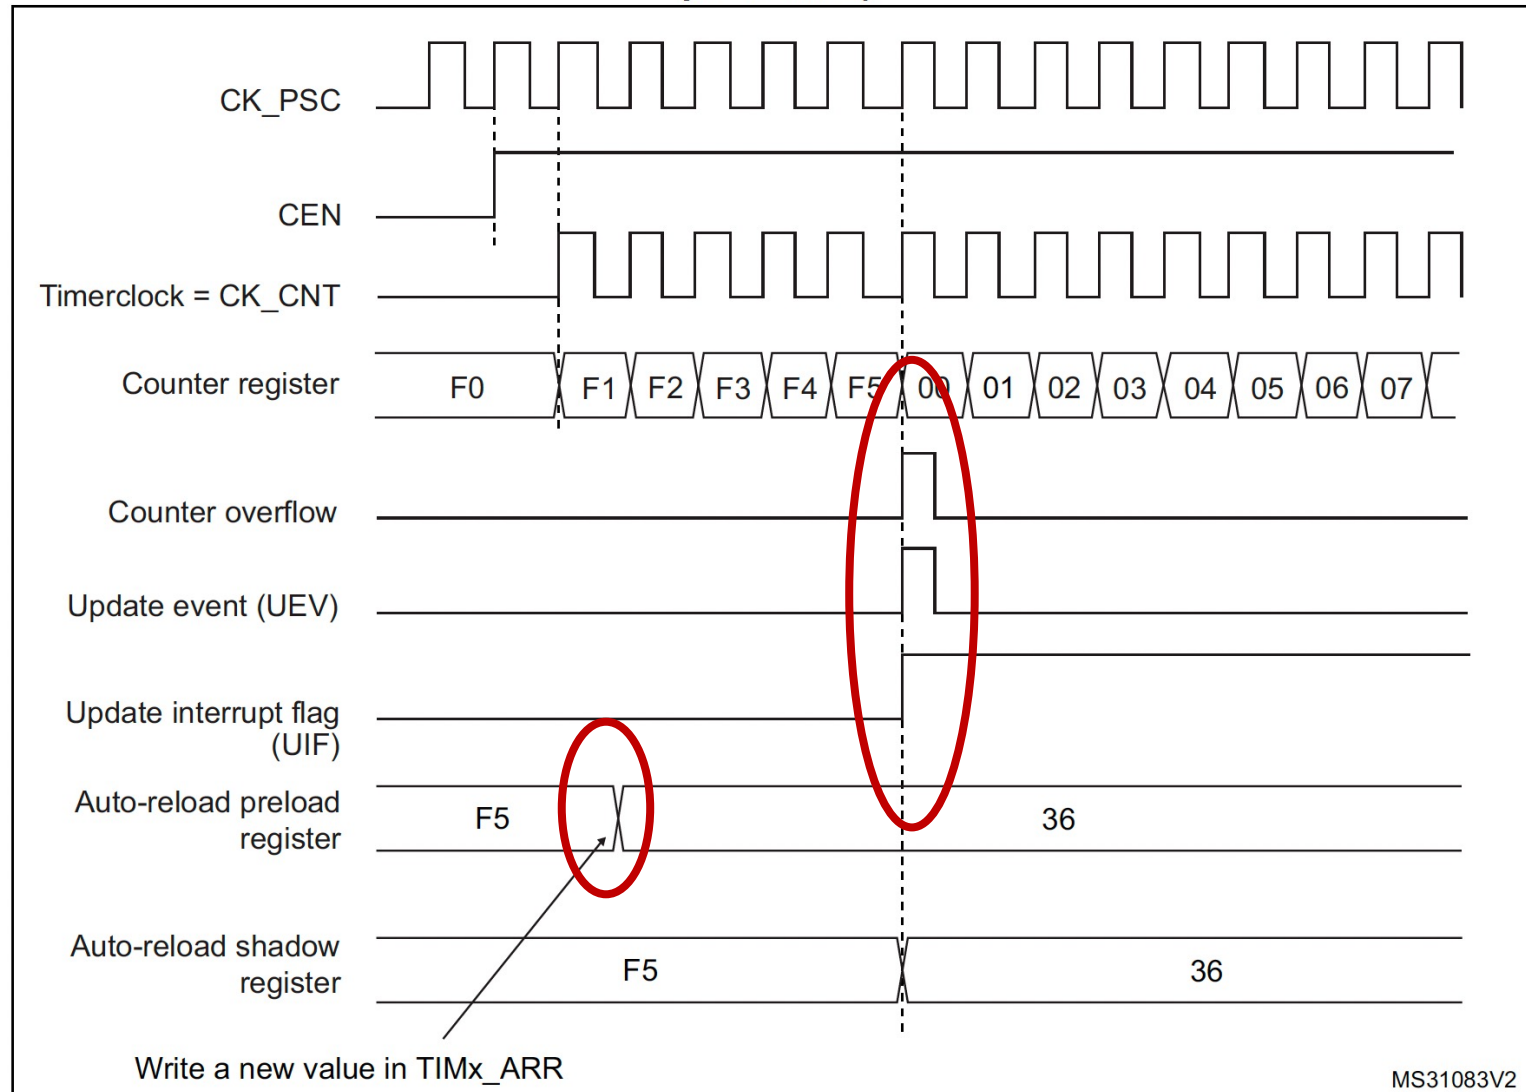 CK_PSC
CEN
Timerclock = CK_CNT
Counter register
F0 F1 F2 F3 F4 F5 00 01 02 03 04 05 06 07
Counter overflow
Update event (UEV)
Update interrupt flag
(UIF)
Auto-reload preload
register
F5 36
Auto-reload shadow
register
F5 36
Write a new value in TIMx_ARR
MS31083V2